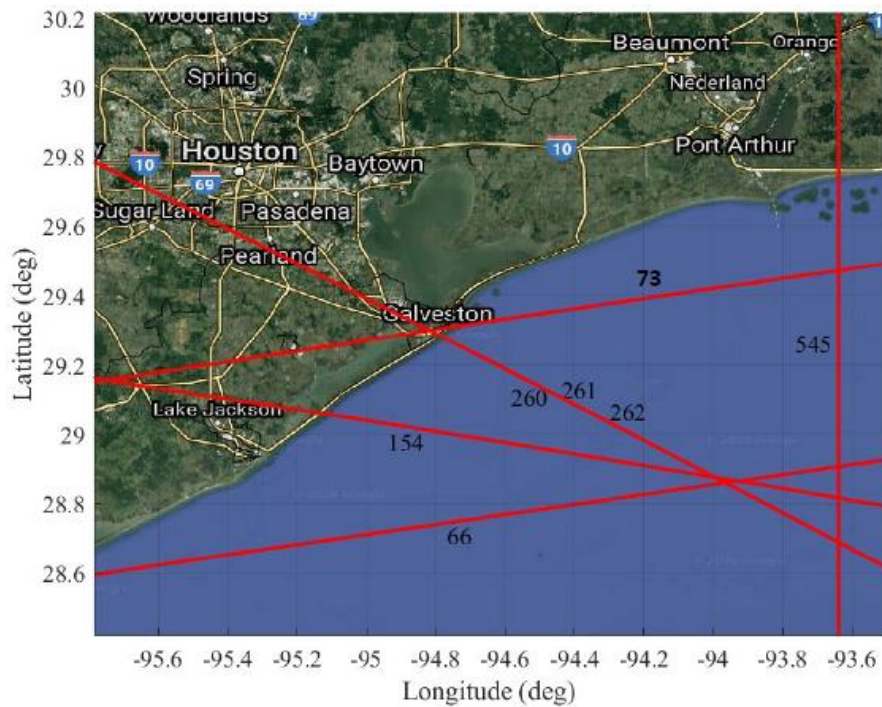 30.2
30
29.8
29.6
29.4
29.2
29
28.8
28.6
Latitude (deg)
69
Woodlands
Spring
Beaumont
Orange
Nederland
10
Houston
Baytown
10
Port Arthur
69
Sugar Land
Pasadena
Pearland
73
Galveston
545
260
261
262
Lake Jackson
154
66
-95.6
-95.4
-95.2
-95
-94.8
-94.6
-94.4
-94.2
-94
-93.8
-93.6
Longitude (deg)